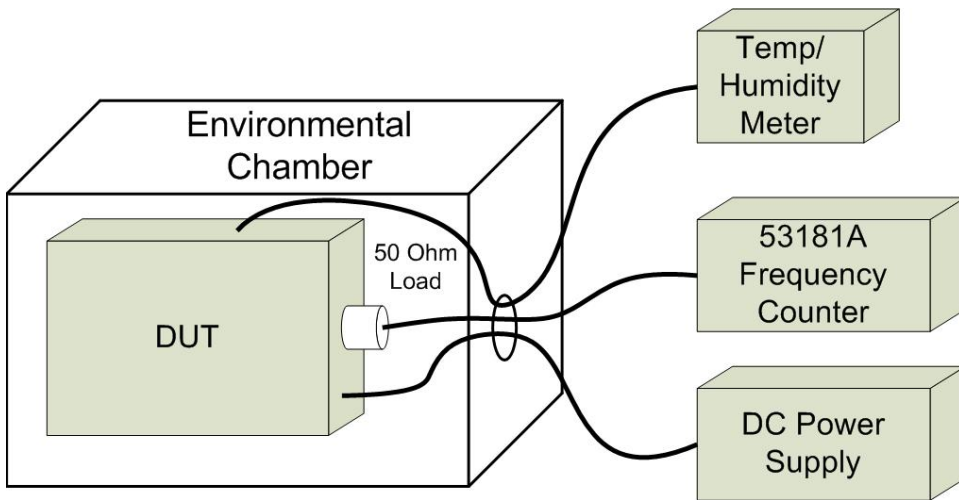 Environmental
Chamber
50 Ohm
Load
DUT
Temp/
Humidity
Meter
53181A
Frequency
Counter
DC Power
Supply